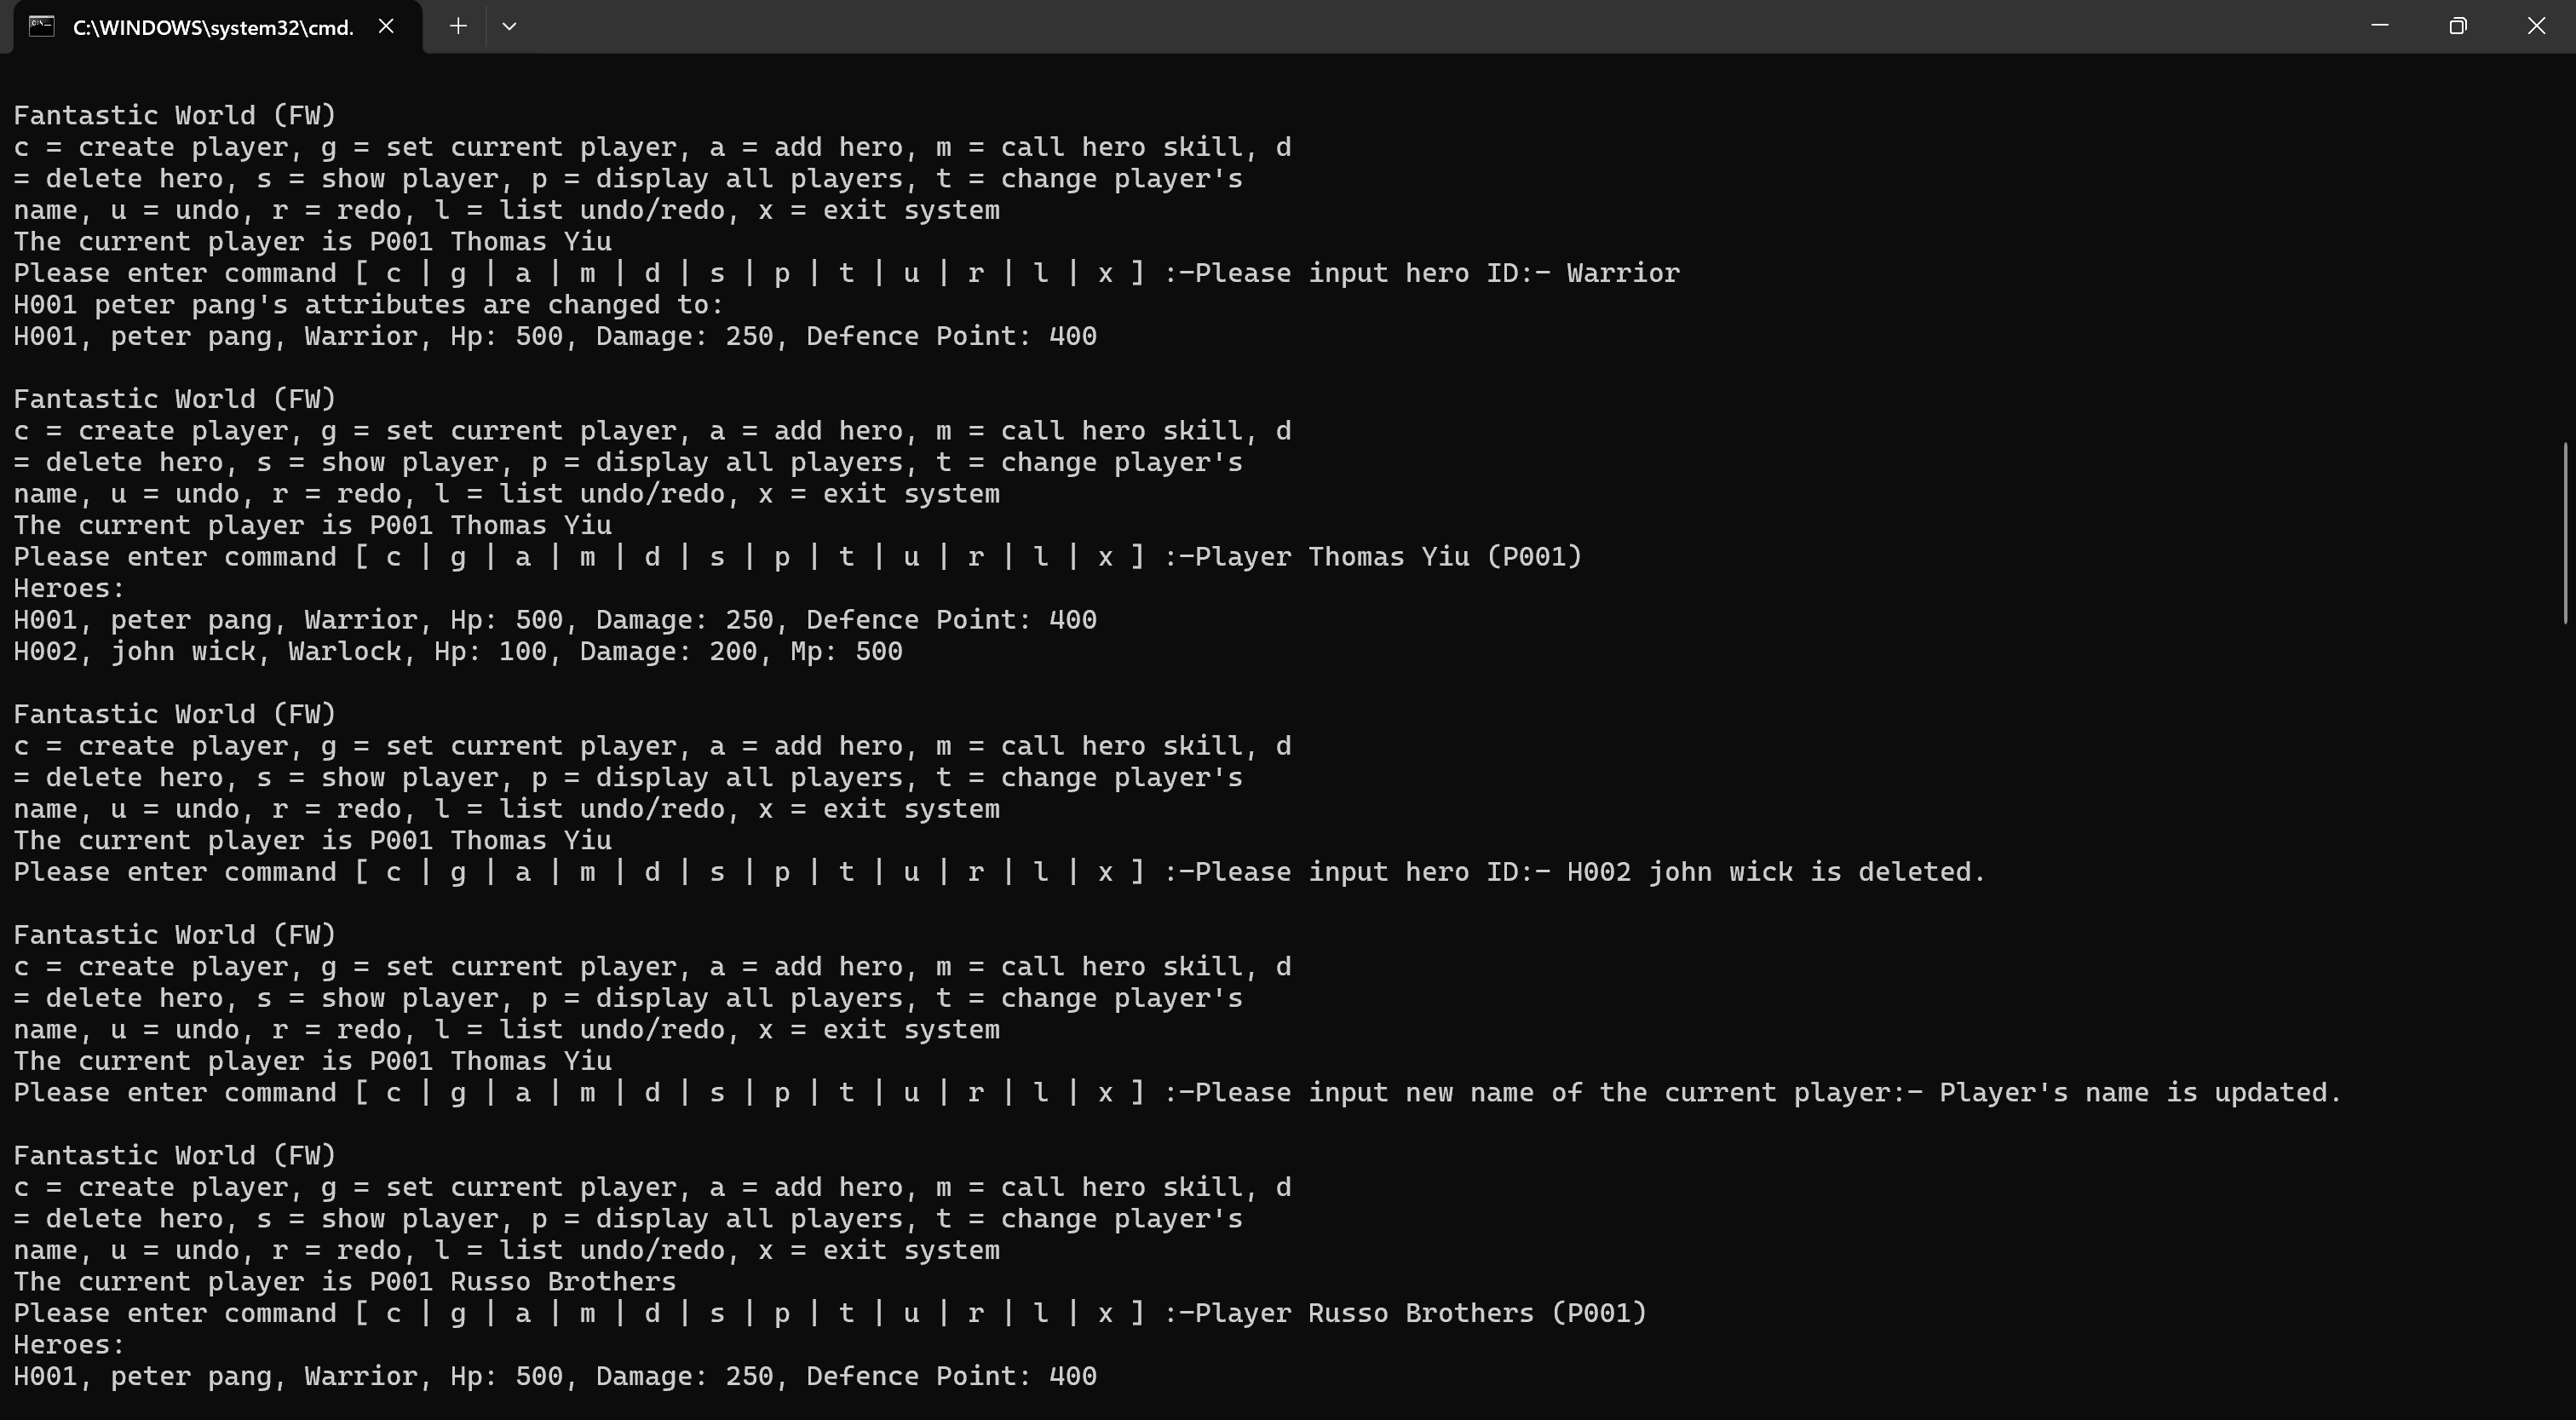 C:\WINDOWS\system32\cmd.
Fantastic World (FW)
c = create player, g = set current player, a = add hero, m = call hero skill, d
= delete hero, s = show player, p = display all players, t = change player's
name, u = undo, r = redo, l = list undo/redo, x = exit system
The current player is P001 Thomas Yiu
Please enter command [ c | g | a | m | d | s | p | t | u | r | l | x ] :-Please input hero ID:- Warrior
H001 peter pang's attributes are changed to:
H001, peter pang, Warrior, Hp: 500, Damage: 250, Defence Point: 400
Fantastic World (FW)
c = create player, g = set current player, a = add hero, m = call hero skill, d
= delete hero, s = show player, p = display all players, t = change player's
name, u = undo, r = redo, l = list undo/redo, x = exit system
The current player is P001 Thomas Yiu
Please enter command [ c | g | a | m | d | s | p | t | u | r | l | x ] :-Player Thomas Yiu (P001)
Heroes:
H001, peter pang, Warrior, Hp: 500, Damage: 250, Defence Point: 400
H002, john wick, Warlock, Hp: 100, Damage: 200, Mp: 500
Fantastic World (FW)
c = create player, g = set current player, a = add hero, m = call hero skill, d
= delete hero, s = show player, p = display all players, t = change player's
name, u = undo, r = redo, l = list undo/redo, x = exit system
The current player is P001 Thomas Yiu
Please enter command [ c | g | a | m | d | s | p | t | u | r | l | x ] :-Please input hero ID:- H002 john wick is deleted.
Fantastic World (FW)
c = create player, g = set current player, a = add hero, m = call hero skill, d
= delete hero, s = show player, p = display all players, t = change player's
name, u = undo, r = redo, l = list undo/redo, x = exit system
The current player is P001 Thomas Yiu
Please enter command [ c | g | a | m | d | s | p | t | u | r | l | x ] :-Please input new name of the current player:- Player's name is updated.
Fantastic World (FW)
c = create player, g = set current player, a = add hero, m = call hero skill, d
= delete hero, s = show player, p = display all players, t = change player's
name, u = undo, r = redo, l = list undo/redo, x = exit system
The current player is P001 Russo Brothers
Please enter command [ c | g | a | m | d | s | p | t | u | r | l | x ] :-Player Russo Brothers (P001)
Heroes:
H001, peter pang, Warrior, Hp: 500, Damage: 250, Defence Point: 400